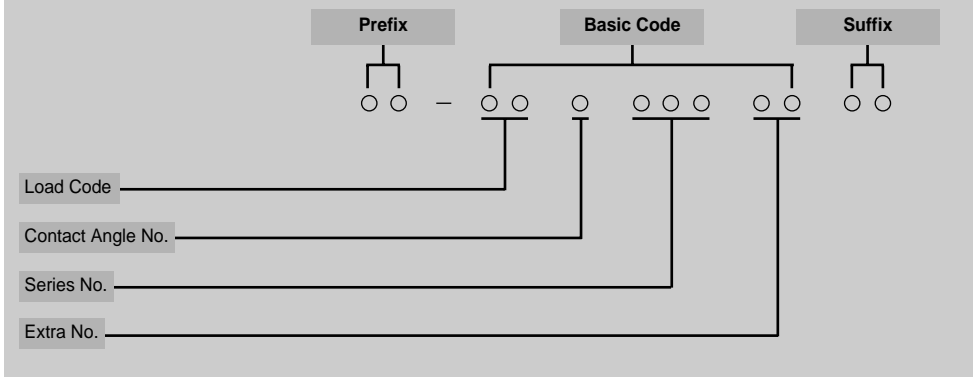 Prefix Basic Code Suffix
○ ○ – ○ ○ ○ ○ ○ ○ ○ ○ ○ ○
Load Code
Contact Angle No.
Series No.
Extra No.